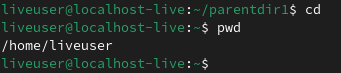 liveuser@localhost-live:~/parentdir1$ cd
liveuser@localhost-live:~$ pwd
/home/liveuser
liveuser@localhost-live:~$